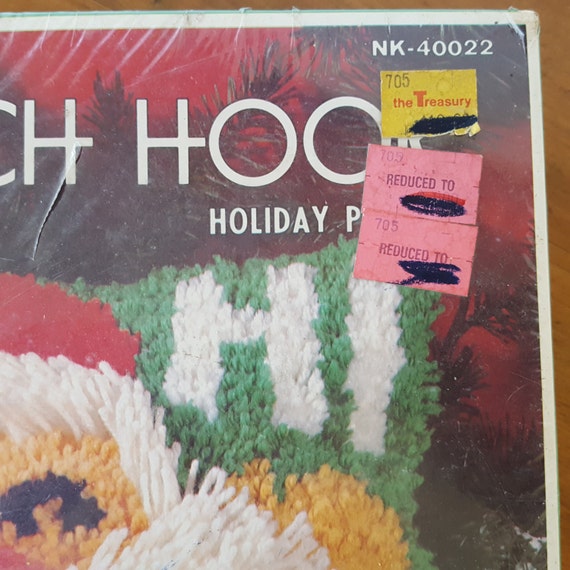 NK-40022
705
the Treasury
CH HOOK
705
REDUCED TO
HOLIDAY P
705
REDUCED TO
HI